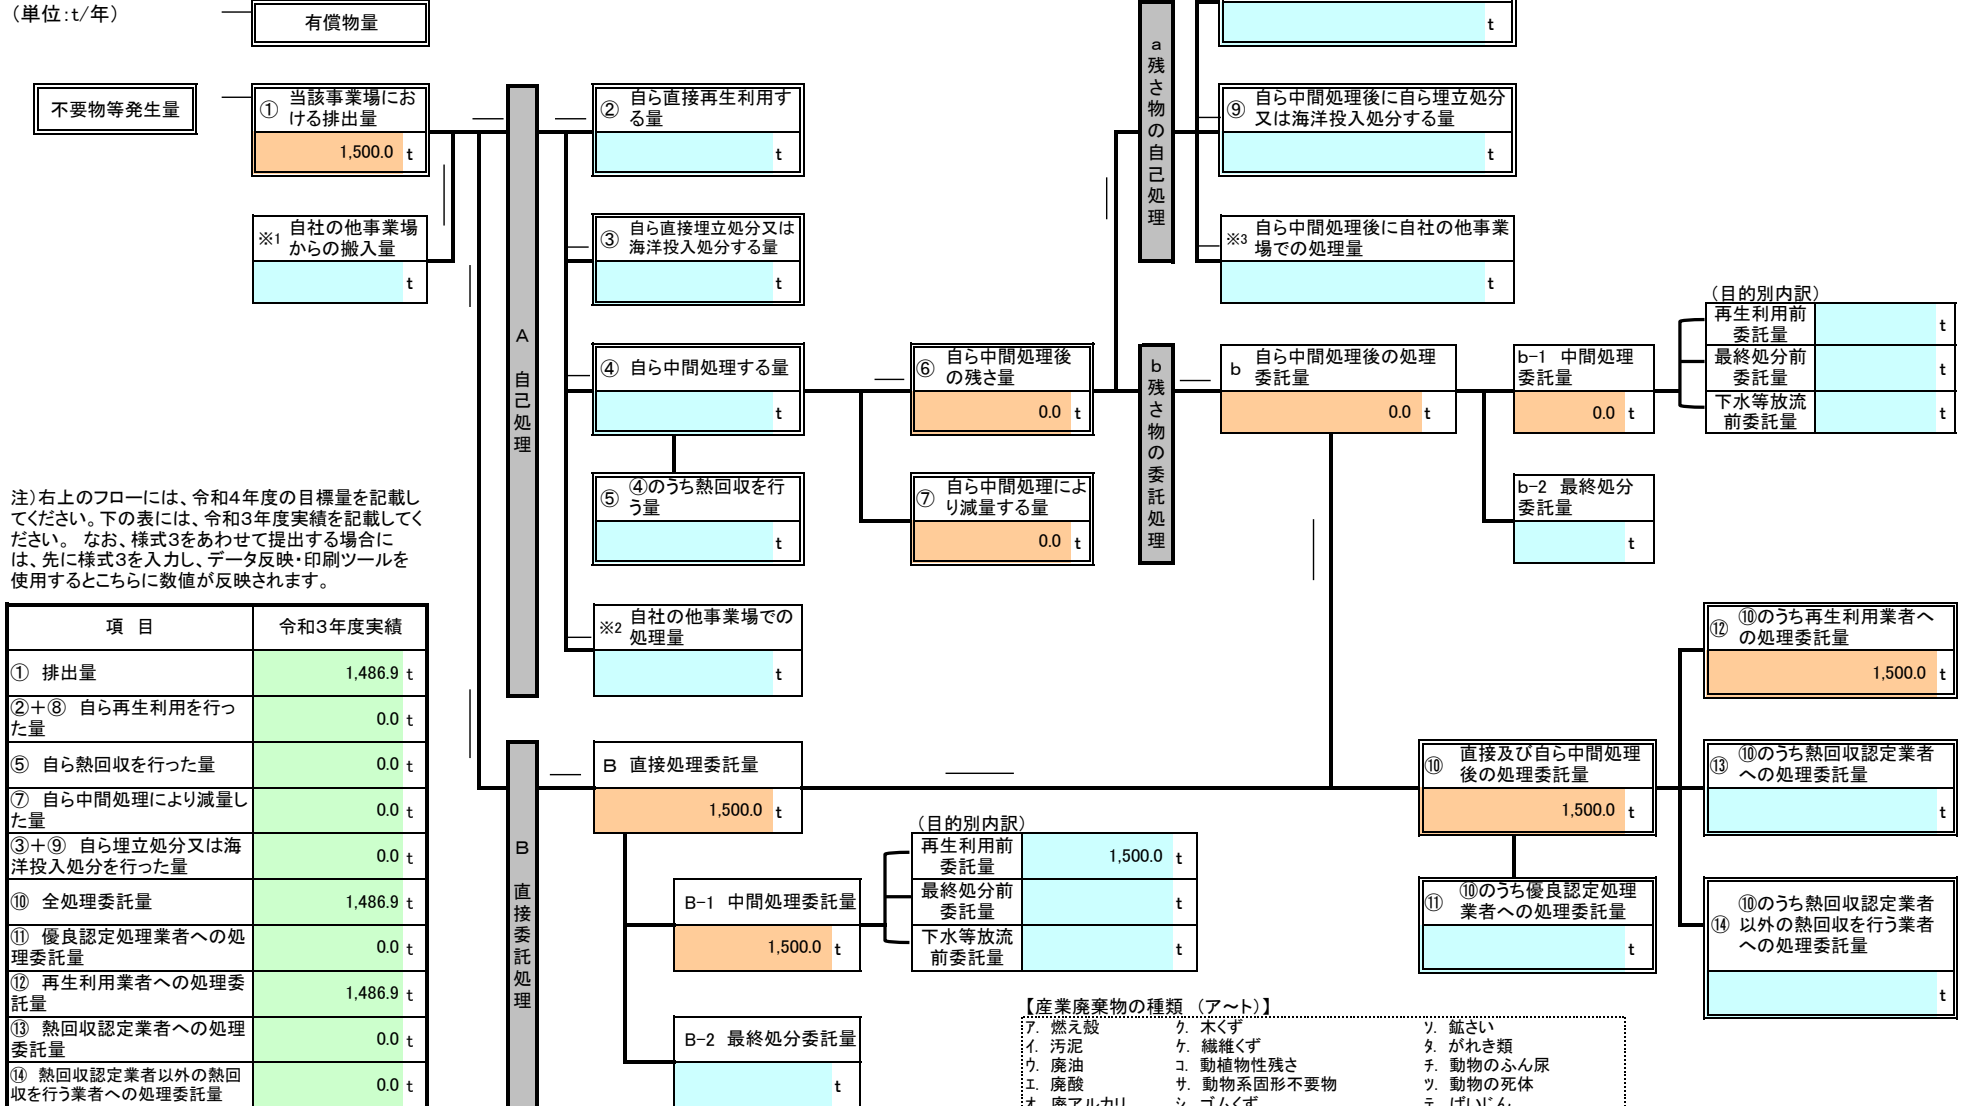 （単位：t/年）
有償物量
t
不要物等発生量
① 当該事業場にお
ける排出量
1,500.0 t
※1 自社の他事業場
からの搬入量
t
A 自己処理
② 自ら直接再生利用す
る量
t
③ 自ら直接埋立処分又は
海洋投入処分する量
t
④ 自ら中間処理する量
t
⑤ ④のうち熱回収を行
う量
t
※2 自社の他事業場での
処理量
t
⑥ 自ら中間処理後
の残さ量
0.0 t
⑦ 自ら中間処理によ
り減量する量
0.0 t
a残さ物の自己処理
⑨ 自ら中間処理後に自ら埋立処分
又は海洋投入処分する量
t
※3 自ら中間処理後に自社の他事業
場での処理量
t
b残さ物の委託処理
b 自ら中間処理後の処理
委託量
0.0 t
b-1 中間処理
委託量
0.0 t
b-2 最終処分
委託量
t
（目的別内訳）
再生利用前
委託量
t
最終処分前
委託量
t
下水等放流
前委託量
t
注）右上のフローには、令和４年度の目標量を記載し
てください。下の表には、令和３年度実績を記載してく
ださい。 なお、様式３をあわせて提出する場合に
は、先に様式３を入力し、データ反映・印刷ツールを
使用するとこちらに数値が反映されます。
項 目 令和３年度実績
① 排出量 1,486.9 t
②＋⑧ 自ら再生利用を行っ
た量 0.0 t
⑤ 自ら熱回収を行った量 0.0 t
⑦ 自ら中間処理により減量し
た量 0.0 t
③＋⑨ 自ら埋立処分又は海
洋投入処分を行った量 0.0 t
⑩ 全処理委託量 1,486.9 t
⑪ 優良認定処理業者への処
理委託量 0.0 t
⑫ 再生利用業者への処理委
託量 1,486.9 t
⑬ 熱回収認定業者への処理
委託量 0.0 t
⑭ 熱回収認定業者以外の熱回
収を行う業者への処理委託量 0.0 t
B 直接委託処理
B 直接処理委託量
1,500.0 t
B-1 中間処理委託量
1,500.0 t
B-2 最終処分委託量
t
（目的別内訳）
再生利用前
委託量
1,500.0 t
最終処分前
委託量
t
下水等放流
前委託量
t
⑩ 直接及び自ら中間処理
後の処理委託量
1,500.0 t
⑪ ⑩のうち優良認定処理
業者への処理委託量
t
⑫ ⑩のうち再生利用業者へ
の処理委託量
1,500.0 t
⑬ ⑩のうち熱回収認定業者
への処理委託量
t
⑭ ⑩のうち熱回収認定業者
以外の熱回収を行う業者
への処理委託量
t
【産業廃棄物の種類 （ア～ト）】
ア. 燃え殻 ク. 木くず ソ. 鉱さい
イ. 汚泥 ケ. 繊維くず タ. がれき類
ウ. 廃油 コ. 動植物性残さ チ. 動物のふん尿
エ. 廃酸 サ. 動物系固形不要物 ツ. 動物の死体
オ. 廃アルカリ シ. ゴムくず テ. ばいじん